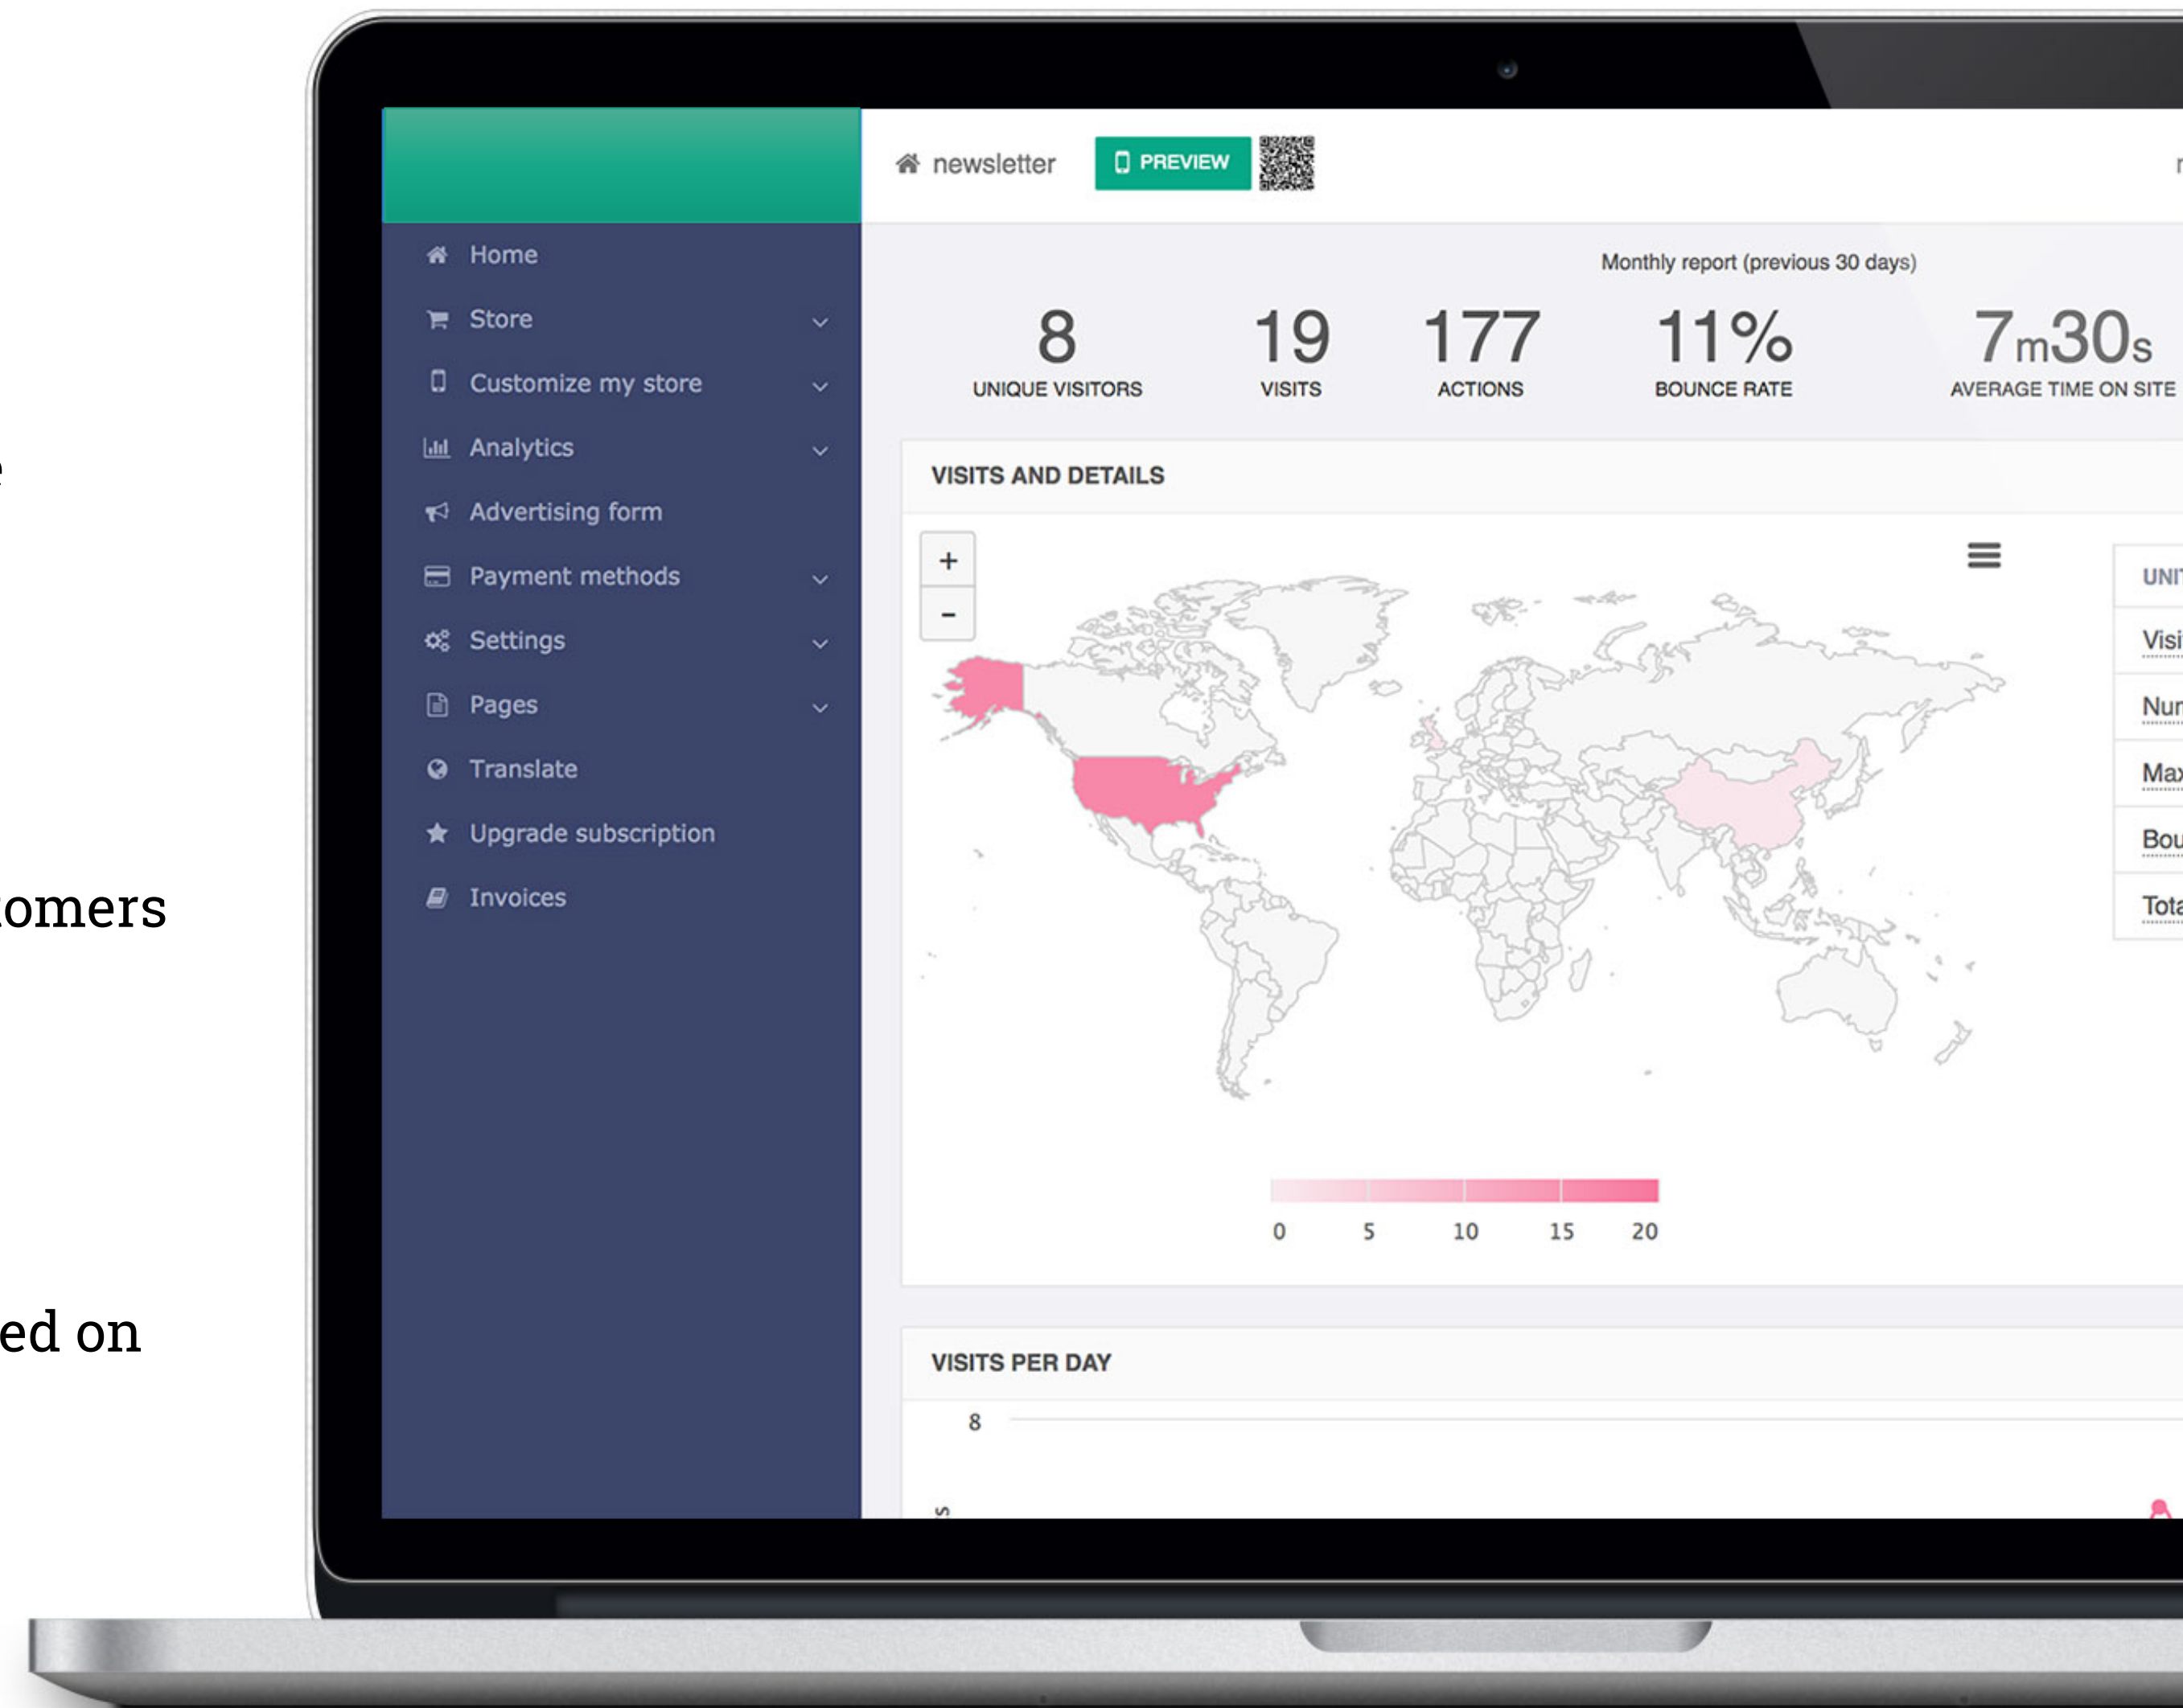 newsletter
PREVIEW
Home
Store
Customize my store
Analytics
Advertising form
Payment methods
Settings
Pages
Translate
Upgrade subscription
Invoices
Monthly report (previous 30 days)
8 19 177 11% 7m30s
UNIQUE VISITORS VISITS ACTIONS BOUNCE RATE AVERAGE TIME ON SITE
VISITS AND DETAILS
+
-
0 5 10 15 20
VISITS PER DAY
8
ed on